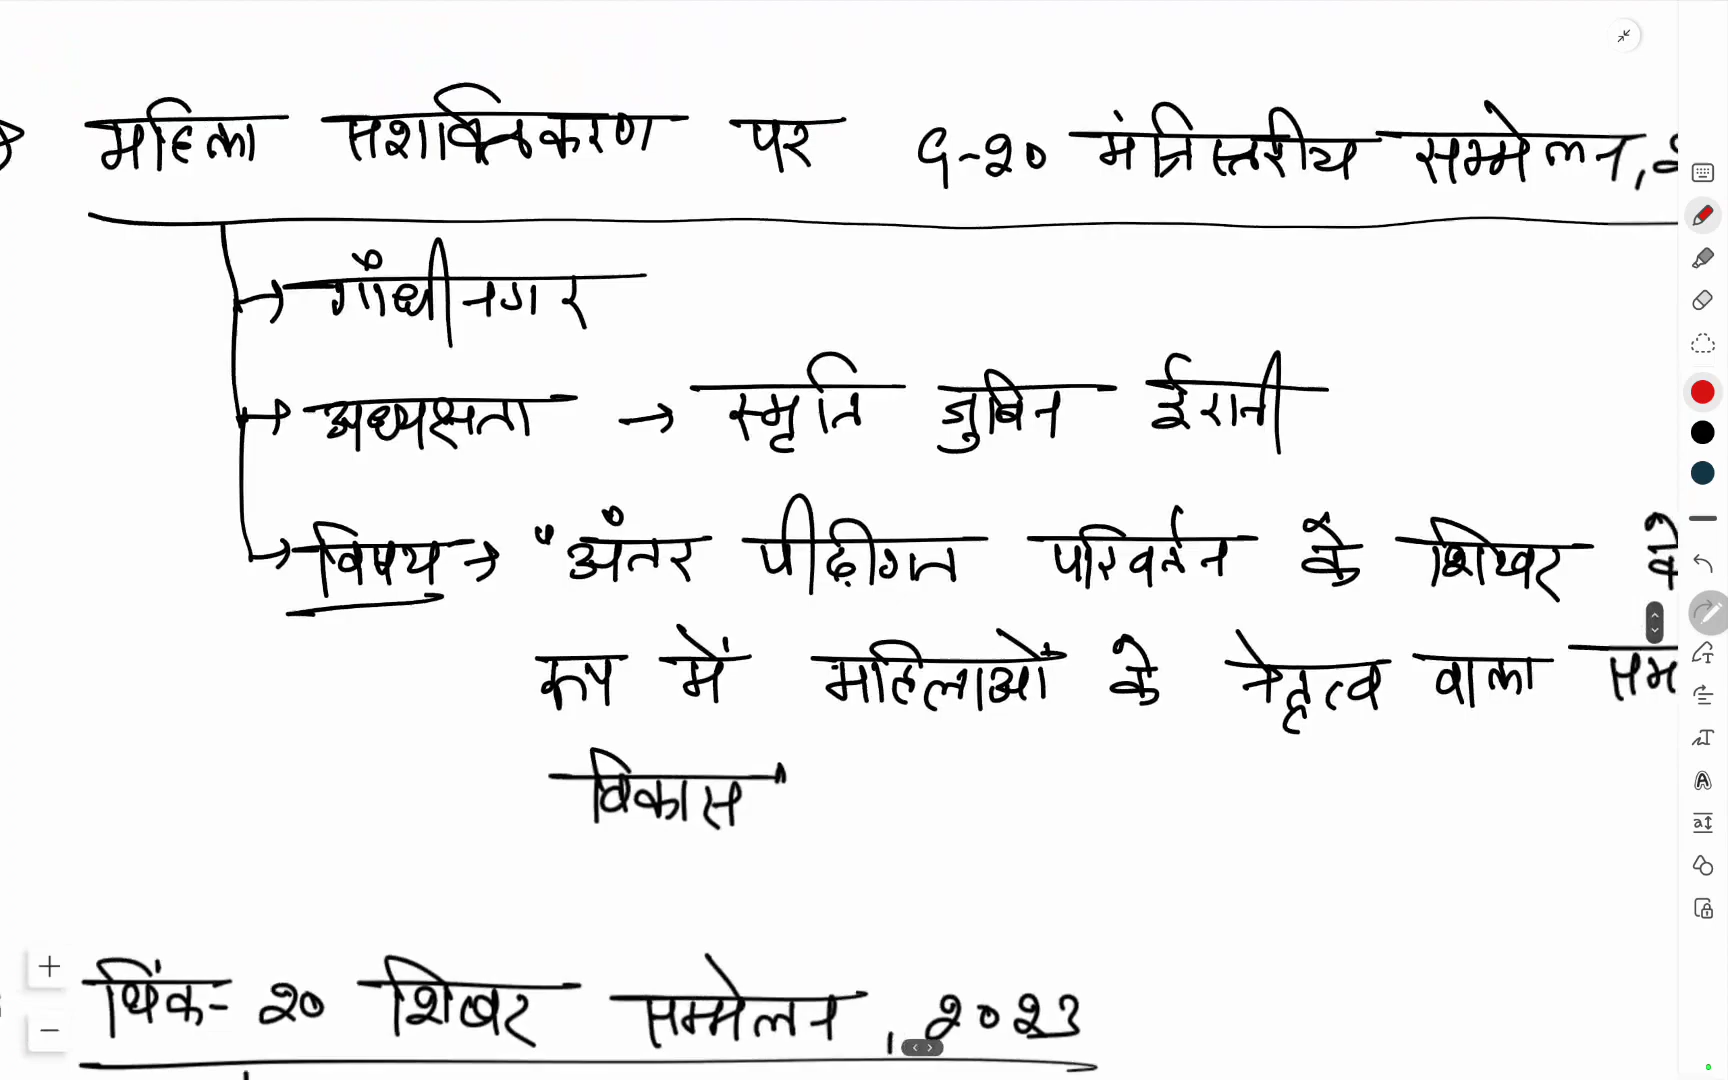 महिला सशक्तिकरण पर G-20 मंत्रिस्तरीय सम्मेलन,
गाँधीनगर
अध्यक्षता → स्मृति जुबिन ईरानी
विषय → "अंतर पीढ़ीगत परिवर्तन के शिखर के
रूप में महिलाओं के नेतृत्व वाला सम
विकास"
थिंक-20 शिखर सम्मेलन, 2023